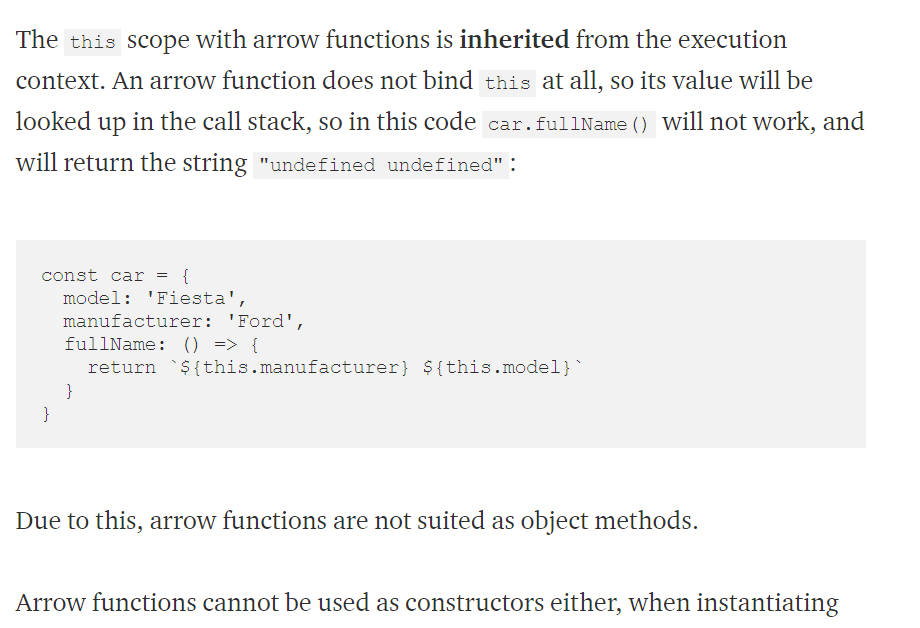 The this scope with arrow functions is inherited from the execution
context. An arrow function does not bind this at all, so its value will be
looked up in the call stack, so in this code car.fullName() will not work, and
will return the string "undefined undefined":
const car = {
  model: 'Fiesta',
  manufacturer: 'Ford',
  fullName: () => {
    return `${this.manufacturer} ${this.model}`
  }
}
Due to this, arrow functions are not suited as object methods.
Arrow functions cannot be used as constructors either, when instantiating